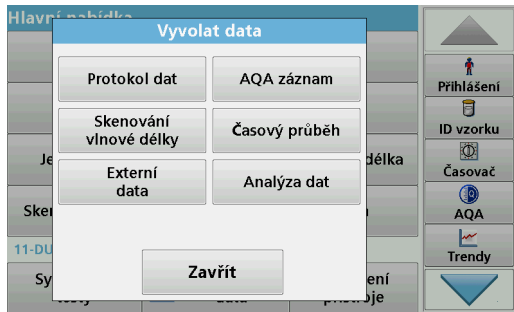 Hlavní nabídka
Vyvolat data
Protokol dat
AQA záznam
Skenování
vlnové délky
Časový průběh
Externí
data
Analýza dat
Zavřít
Přihlášení
ID vzorku
Časovač
AQA
Trendy